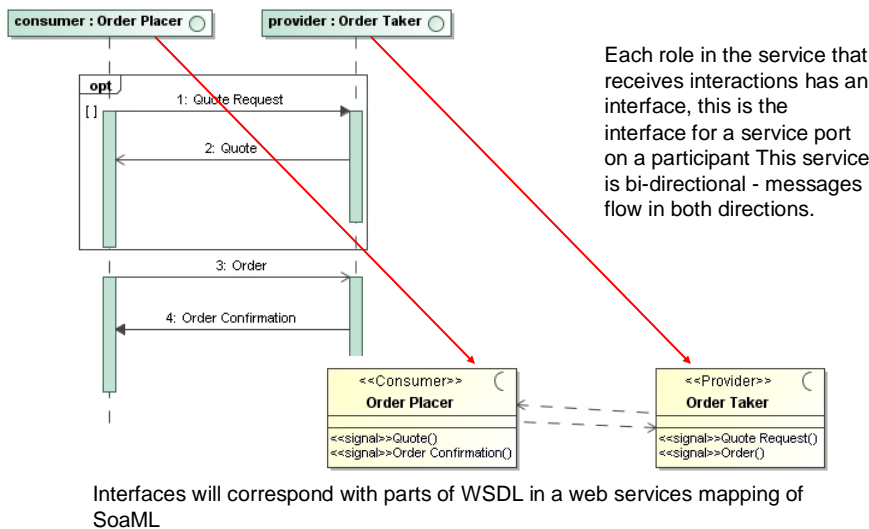 consumer : Order Placer
provider : Order Taker
opt
[ ]
1: Quote Request
2: Quote
3: Order
4: Order Confirmation
Each role in the service that
receives interactions has an
interface, this is the
interface for a service port
on a participant This service
is bi-directional - messages
flow in both directions.
<<Consumer>>
Order Placer
<<signal>>Quote()
<<signal>>Order Confirmation()
<<Provider>>
Order Taker
<<signal>>Quote Request()
<<signal>>Order()
Interfaces will correspond with parts of WSDL in a web services mapping of
SoaML